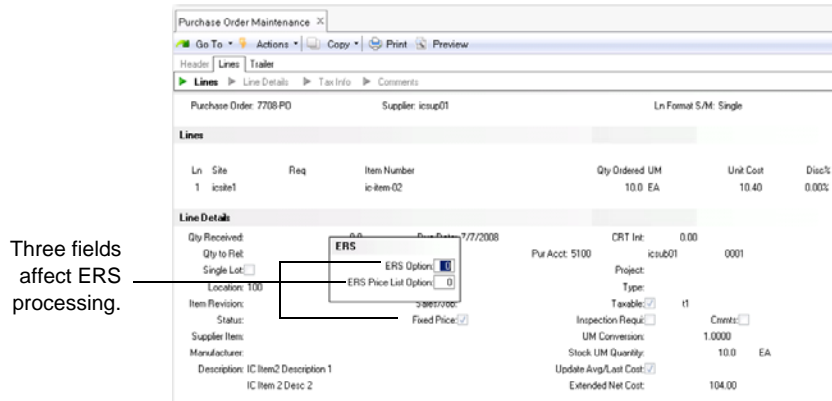 Purchase Order Maintenance ×
Go To Actions Copy Print Preview
Header Lines Trailer
Lines Line Details Tax Info Comments
Purchase Order: 7708-PO Supplier: icsup01 Ln Format S/M: Single
Lines
Ln Site Req Item Number Qty Ordered UM Unit Cost Disc%
1 icsite1 ic-item-02 10.0 EA 10.40 0.00%
Line Details
Qty Received: 0.0 7/7/2008 CRT Int: 0.00
Qty to Rel: Pur Acct: 5100 icsub01 0001
Single Lot: Project:
Location: 100 Type:
Item Revision: Taxable: t1
Status: Fixed Price: Inspection Requi: Cmmts:
Supplier Item: UM Conversion: 1.0000
Manufacturer: Stock UM Quantity: 10.0 EA
Description: IC Item2 Description 1 Update Avg/Last Cost:
IC Item 2 Desc 2 Extended Net Cost: 104.00
ERS
ERS Option: 0
ERS Price List Option: 0
Three fields
affect ERS
processing.